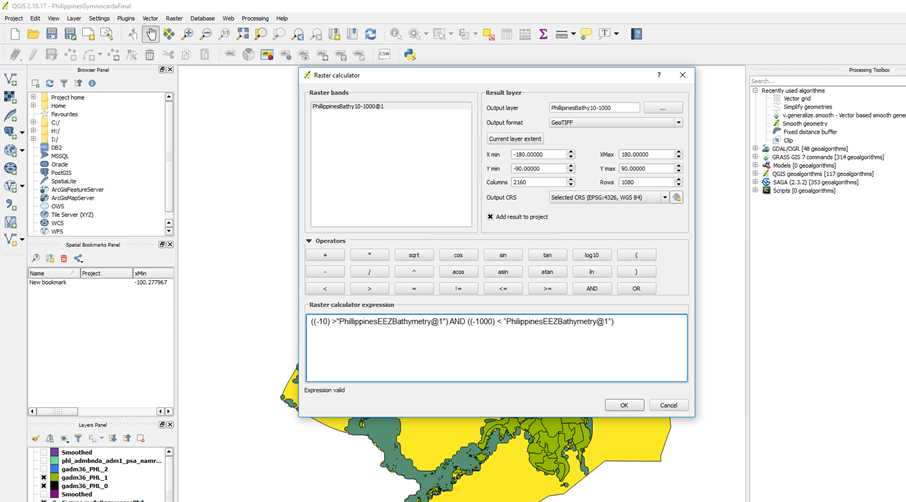 QGIS 2.18.17 - PhilippinesGymnocardaFinal
Project Edit View Layer Settings Plugins Vector Raster Database Web Processing Help
Browser Panel
Project home
Home
Favourites
C:/
H:/
I:/
DB2
MSSQL
Oracle
PostGIS
SpatiaLite
ArcGisFeatureServer
ArcGisMapServer
OWS
Tile Server (XYZ)
WCS
WFS
Spatial Bookmarks Panel
Name Project xMin
New bookmark -100.277967
Layers Panel
Smoothed
phl_admbnda_adm1_psa_namr...
gadm36_PHL_2
gadm36_PHL_1
gadm36_PHL_0
Smoothed
Raster calculator
? 
Raster bands
PhillipinesBathy10-1000@1
Result layer
Output layer PhillpinesBathy10-1000 ...
Output format GeoTIFF
Current layer extent
X min -180.00000 XMax 180.00000
Y min -90.00000 Y max 90.00000
Columns 2160 Rows 1080
Output CRS Selected CRS (EPSG:4326, WGS 84)
Add result to project
Operators
+ * sqrt cos sin tan log10 (
- / ^ acos asin atan ln )
< > = != <= >= AND OR
Raster calculator expression
((-10) >"PhillippinesEEZBathymetry@1") AND ((-1000) < "PhilippinesEEZBathymetry@1")
Expression valid
OK Cancel
Processing Toolbox
Search...
Recently used algorithms
Vector grid
Simplify geometries
v.generalize.smooth - Vector based smooth gener
Smooth geometry
Fixed distance buffer
Clip
GDAL/OGR [48 geoalgorithms]
GRASS GIS 7 commands [314 geoalgorithms]
Models [0 geoalgorithms]
QGIS geoalgorithms [117 geoalgorithms]
SAGA (2.3.2) [353 geoalgorithms]
Scripts [0 geoalgorithms]